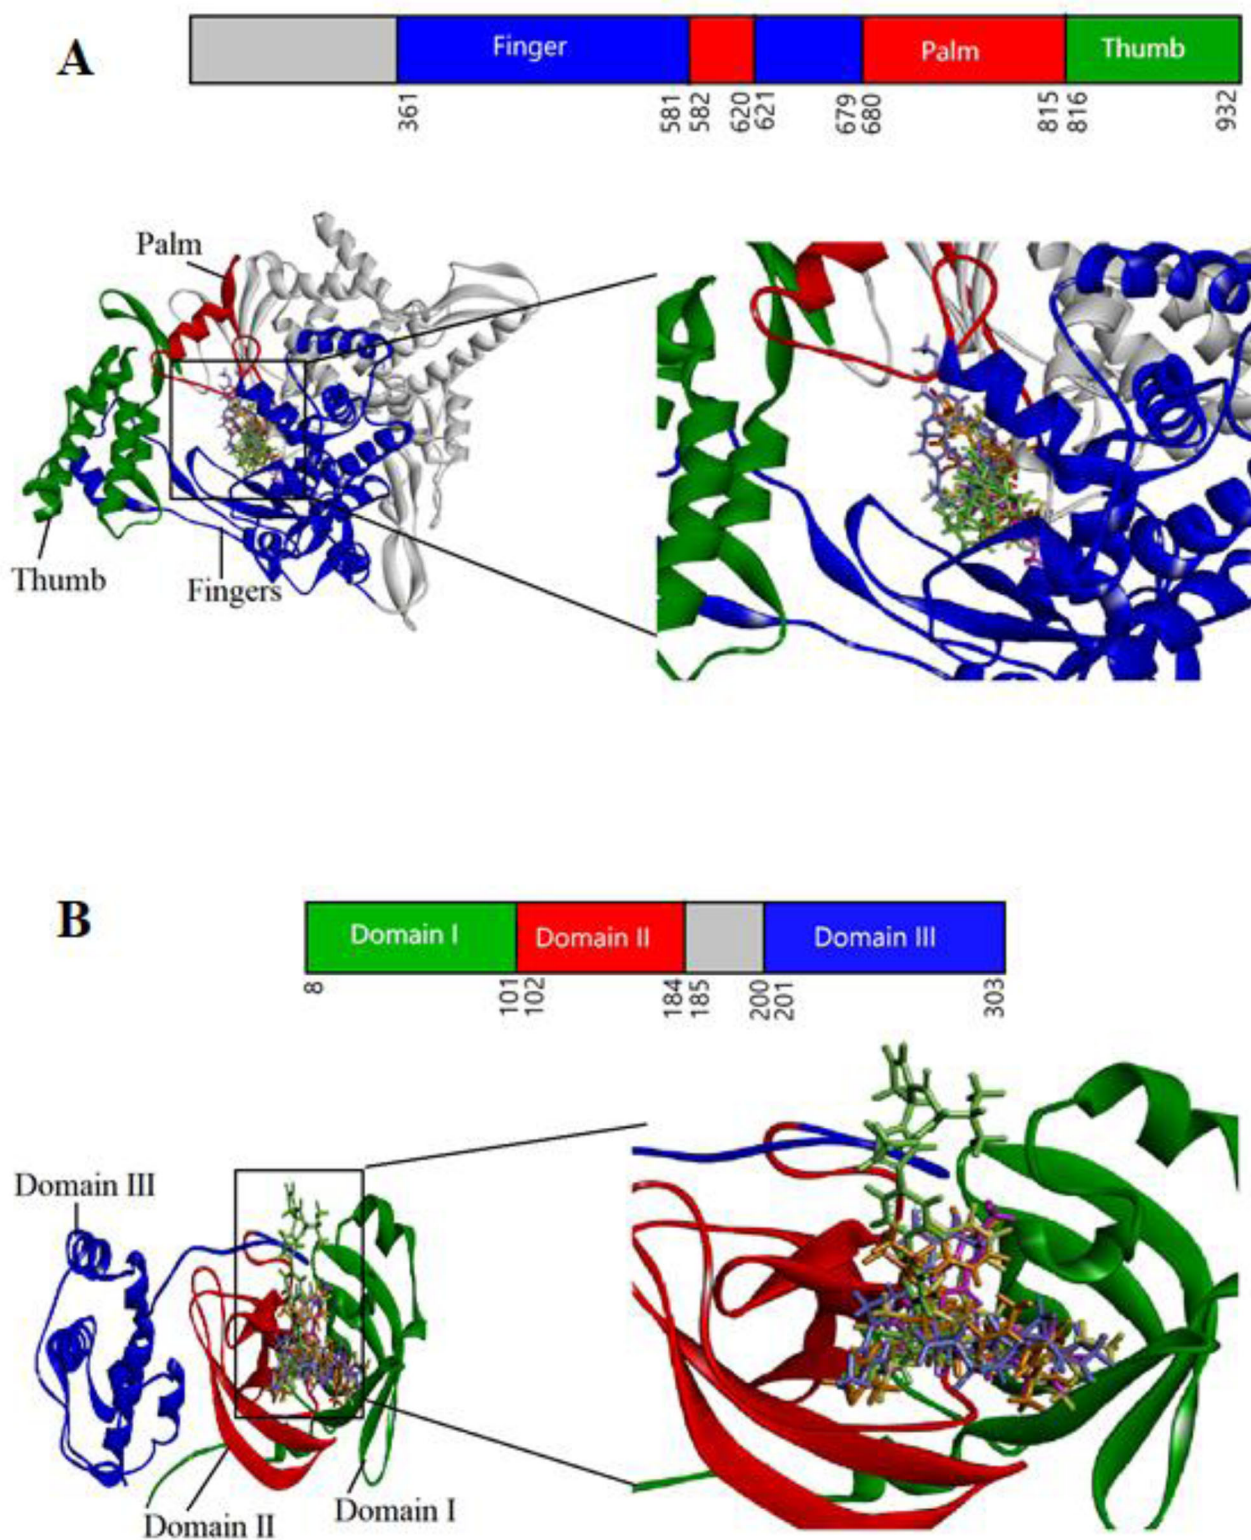 A
Finger
Palm
Thumb
361
581
582
620
621
679
680
815
816
932
Palm
Thumb
Fingers
B
Domain I
Domain II
Domain III
8
101
102
184
185
200
201
303
Domain III
Domain II
Domain I